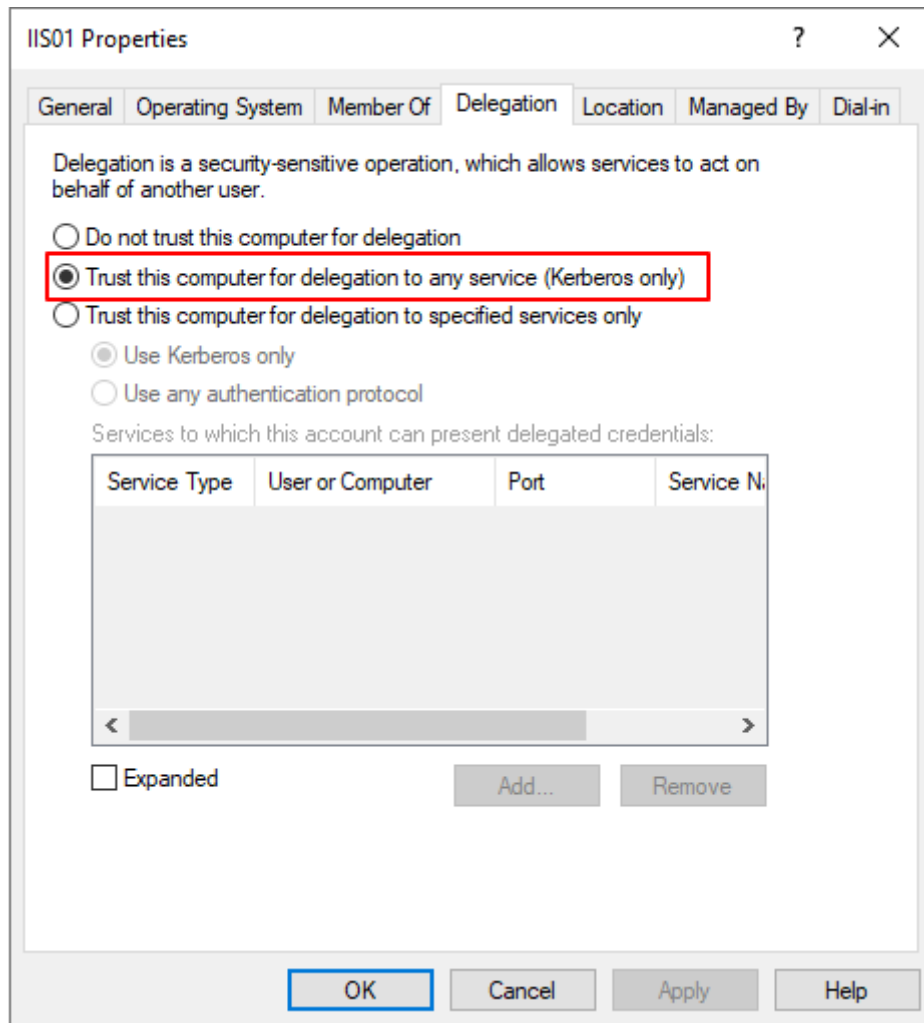 IIS01 Properties
?
General Operating System Member Of Delegation Location Managed By Dial-in
Delegation is a security-sensitive operation, which allows services to act on
behalf of another user.
Do not trust this computer for delegation
Trust this computer for delegation to any service (Kerberos only)
Trust this computer for delegation to specified services only
Use Kerberos only
Use any authentication protocol
Services to which this account can present delegated credentials:
Service Type User or Computer Port Service
Expanded Add... Remove
OK Cancel Apply Help